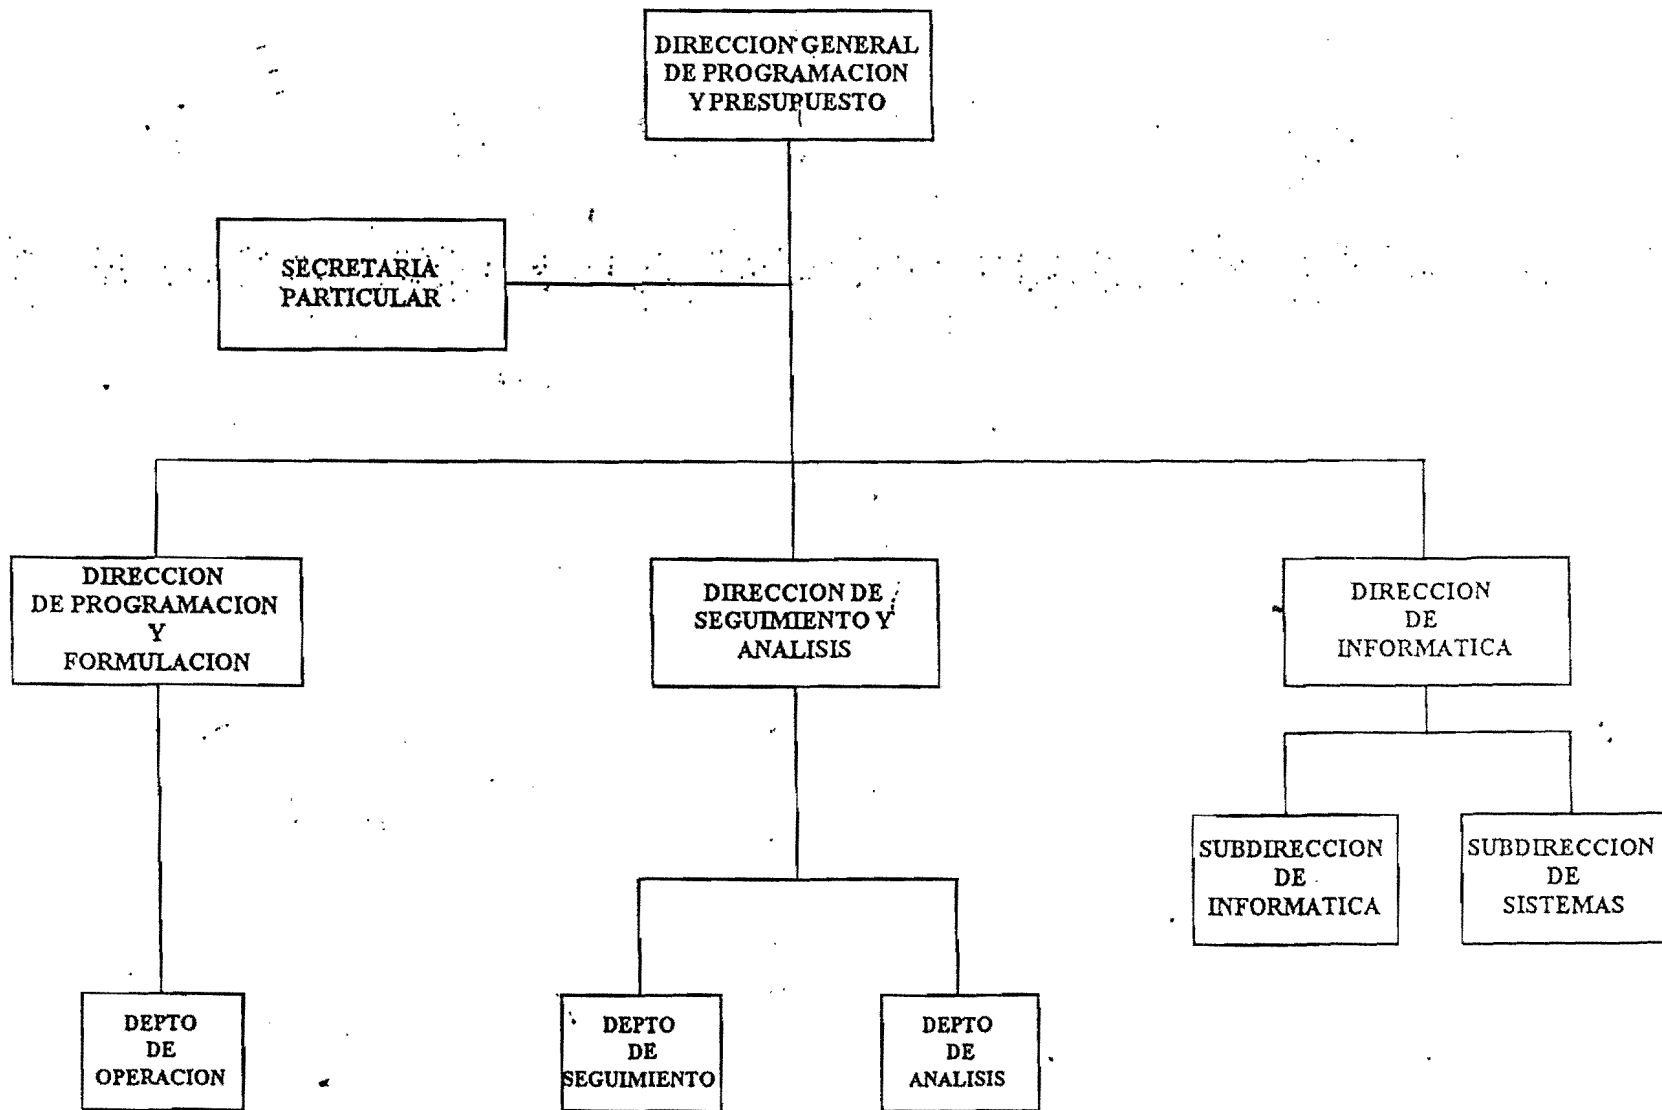 DIRECCION GENERAL
DE PROGRAMACION
Y PRESUPUESTO
SECRETARIA
PARTICULAR
DIRECCION
DE PROGRAMACION
Y
FORMULACION
DIRECCION DE
SEGUIMIENTO Y
ANALISIS
DIRECCION
DE
INFORMATICA
SUBDIRECCION
DE
INFORMATICA
SUBDIRECCION
DE
SISTEMAS
DEPTO
DE
OPERACION
DEPTO
DE
SEGUIMIENTO
DEPTO
DE
ANALISIS